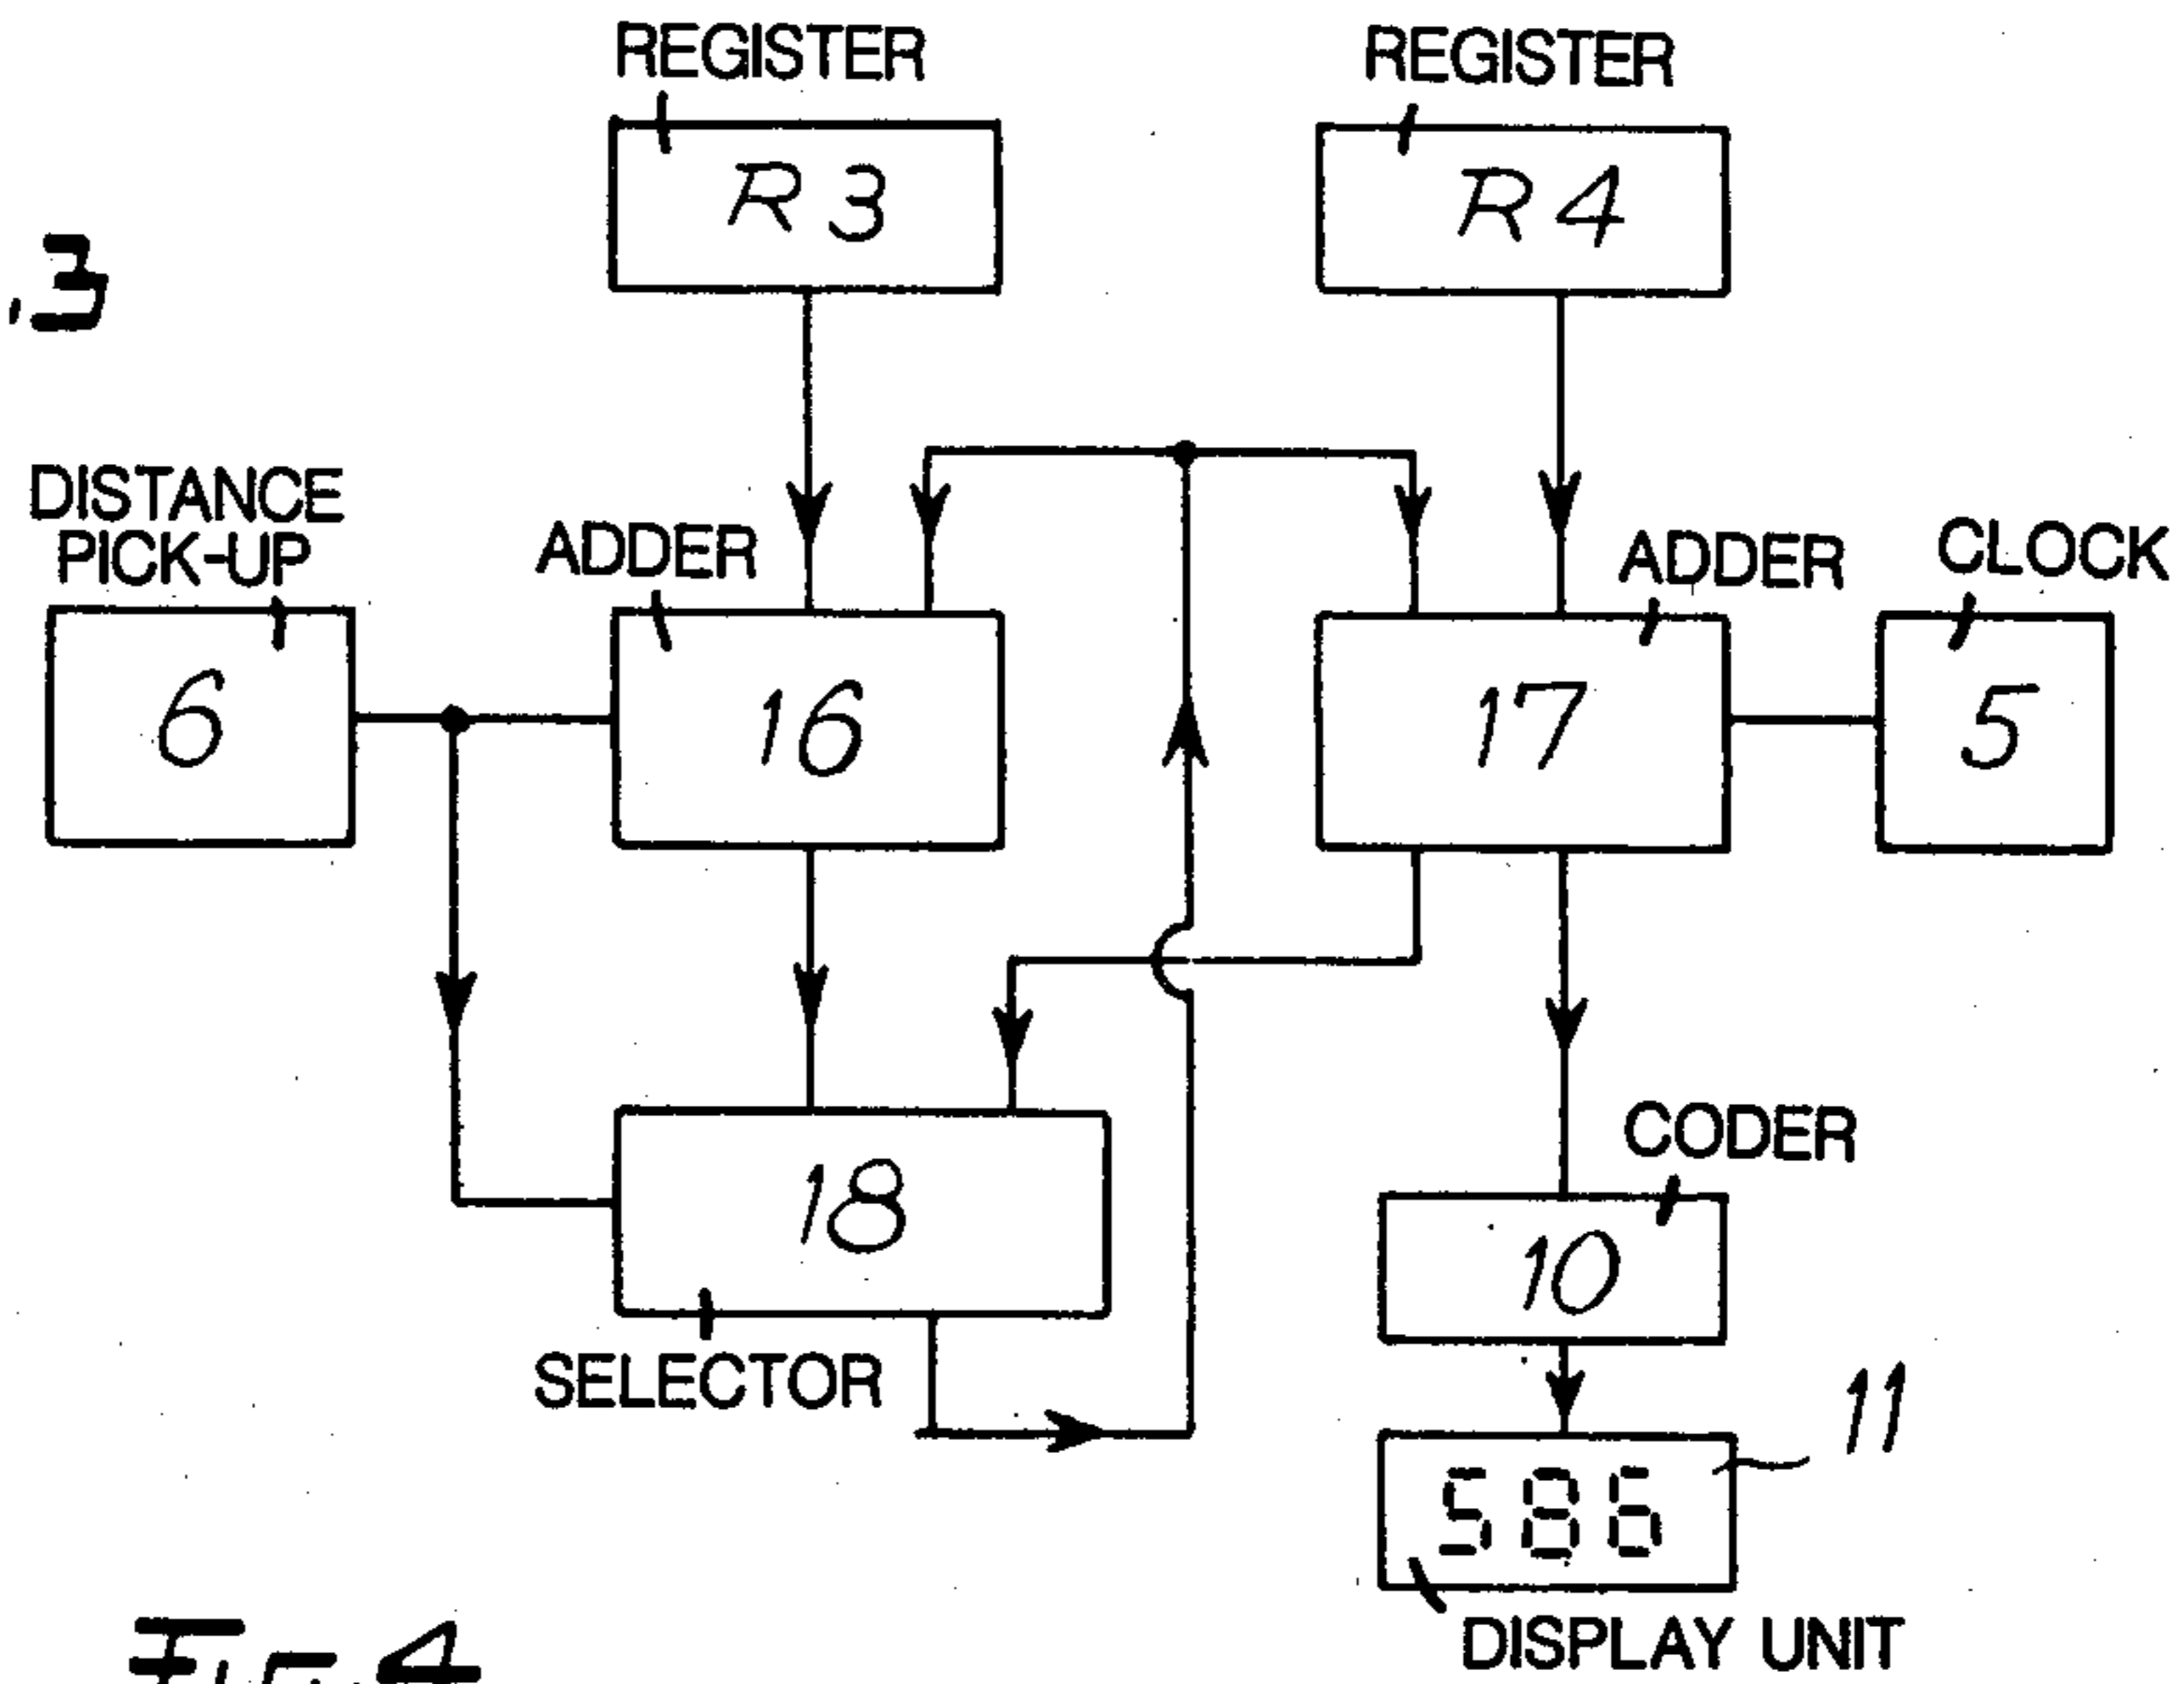 REGISTER
REGISTER
R3
R4
.3
DISTANCE
PICK-UP
ADDER
ADDER
CLOCK
6
16
17
5
CODER
18
10
SELECTOR
11
586
DISPLAY UNIT